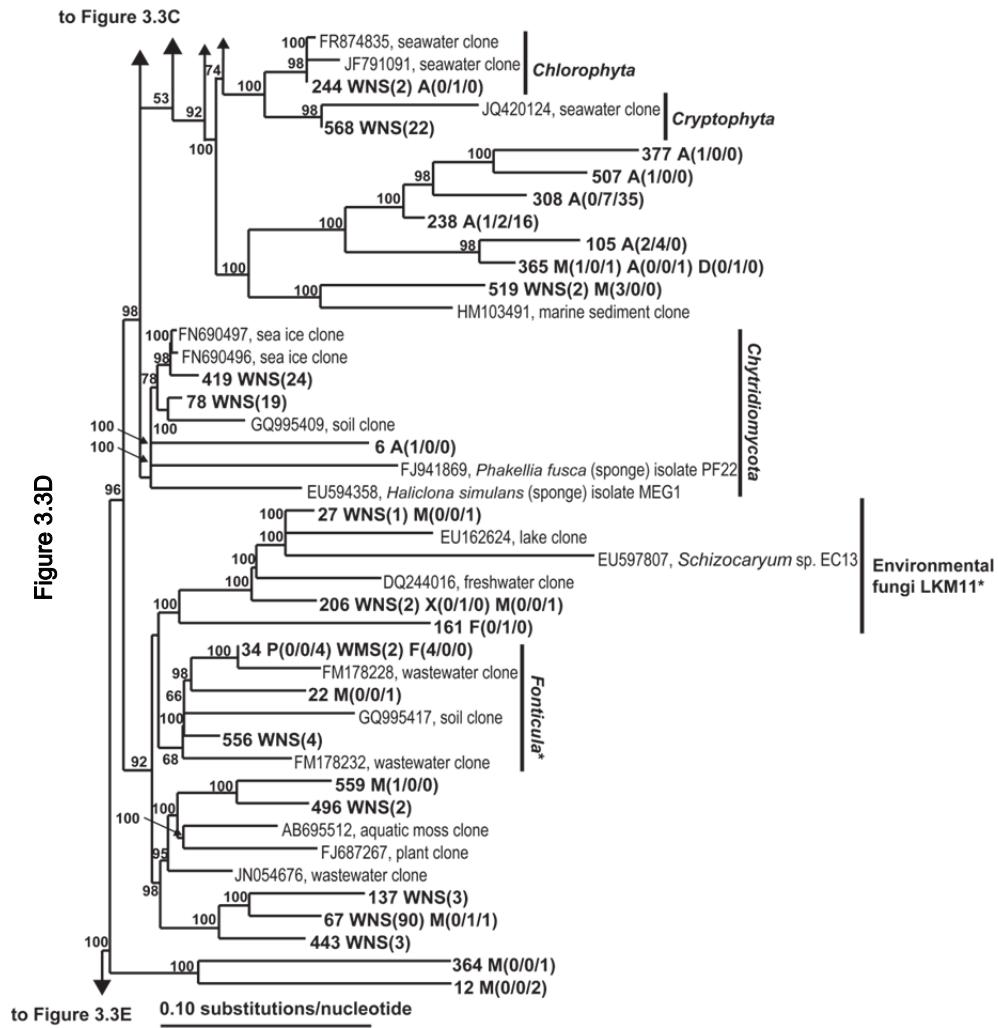 to Figure 3.3C
100
FR874835, seawater clone
98
JF791091, seawater clone
244 WNS(2) A(0/1/0)
Chlorophyta
74
100
53
92
98
JQ420124, seawater clone
568 WNS(22)
Cryptophyta
100
100
377 A(1/0/0)
507 A(1/0/0)
98
308 A(0/7/35)
100
238 A(1/2/16)
100
105 A(2/4/0)
98
365 M(1/0/1) A(0/0/1) D(0/1/0)
100
519 WNS(2) M(3/0/0)
100
HM103491, marine sediment clone
98
100
FN690497, sea ice clone
98
FN690496, sea ice clone
78
419 WNS(24)
78 WNS(19)
100
GQ995409, soil clone
100
6 A(1/0/0)
100
FJ941869, Phakellia fusca (sponge) isolate PF22
EU594358, Haliclona simulans (sponge) isolate MEG1
Chytridiomycota
Figure 3.3D
96
100
27 WNS(1) M(0/0/1)
100
EU162624, lake clone
100
EU597807, Schizocaryum sp. EC13
100
DQ244016, freshwater clone
100
206 WNS(2) X(0/1/0) M(0/0/1)
161 F(0/1/0)
Environmental
fungi LKM11*
100
34 P(0/0/4) WMS(2) F(4/0/0)
98
FM178228, wastewater clone
66
22 M(0/0/1)
100
GQ995417, soil clone
556 WNS(4)
68
FM178232, wastewater clone
Fonticula*
92
100
559 M(1/0/0)
100
496 WNS(2)
100
AB695512, aquatic moss clone
95
FJ687267, plant clone
98
JN054676, wastewater clone
100
137 WNS(3)
100
67 WNS(90) M(0/1/1)
443 WNS(3)
100
100
364 M(0/0/1)
12 M(0/0/2)
to Figure 3.3E
0.10 substitutions/nucleotide